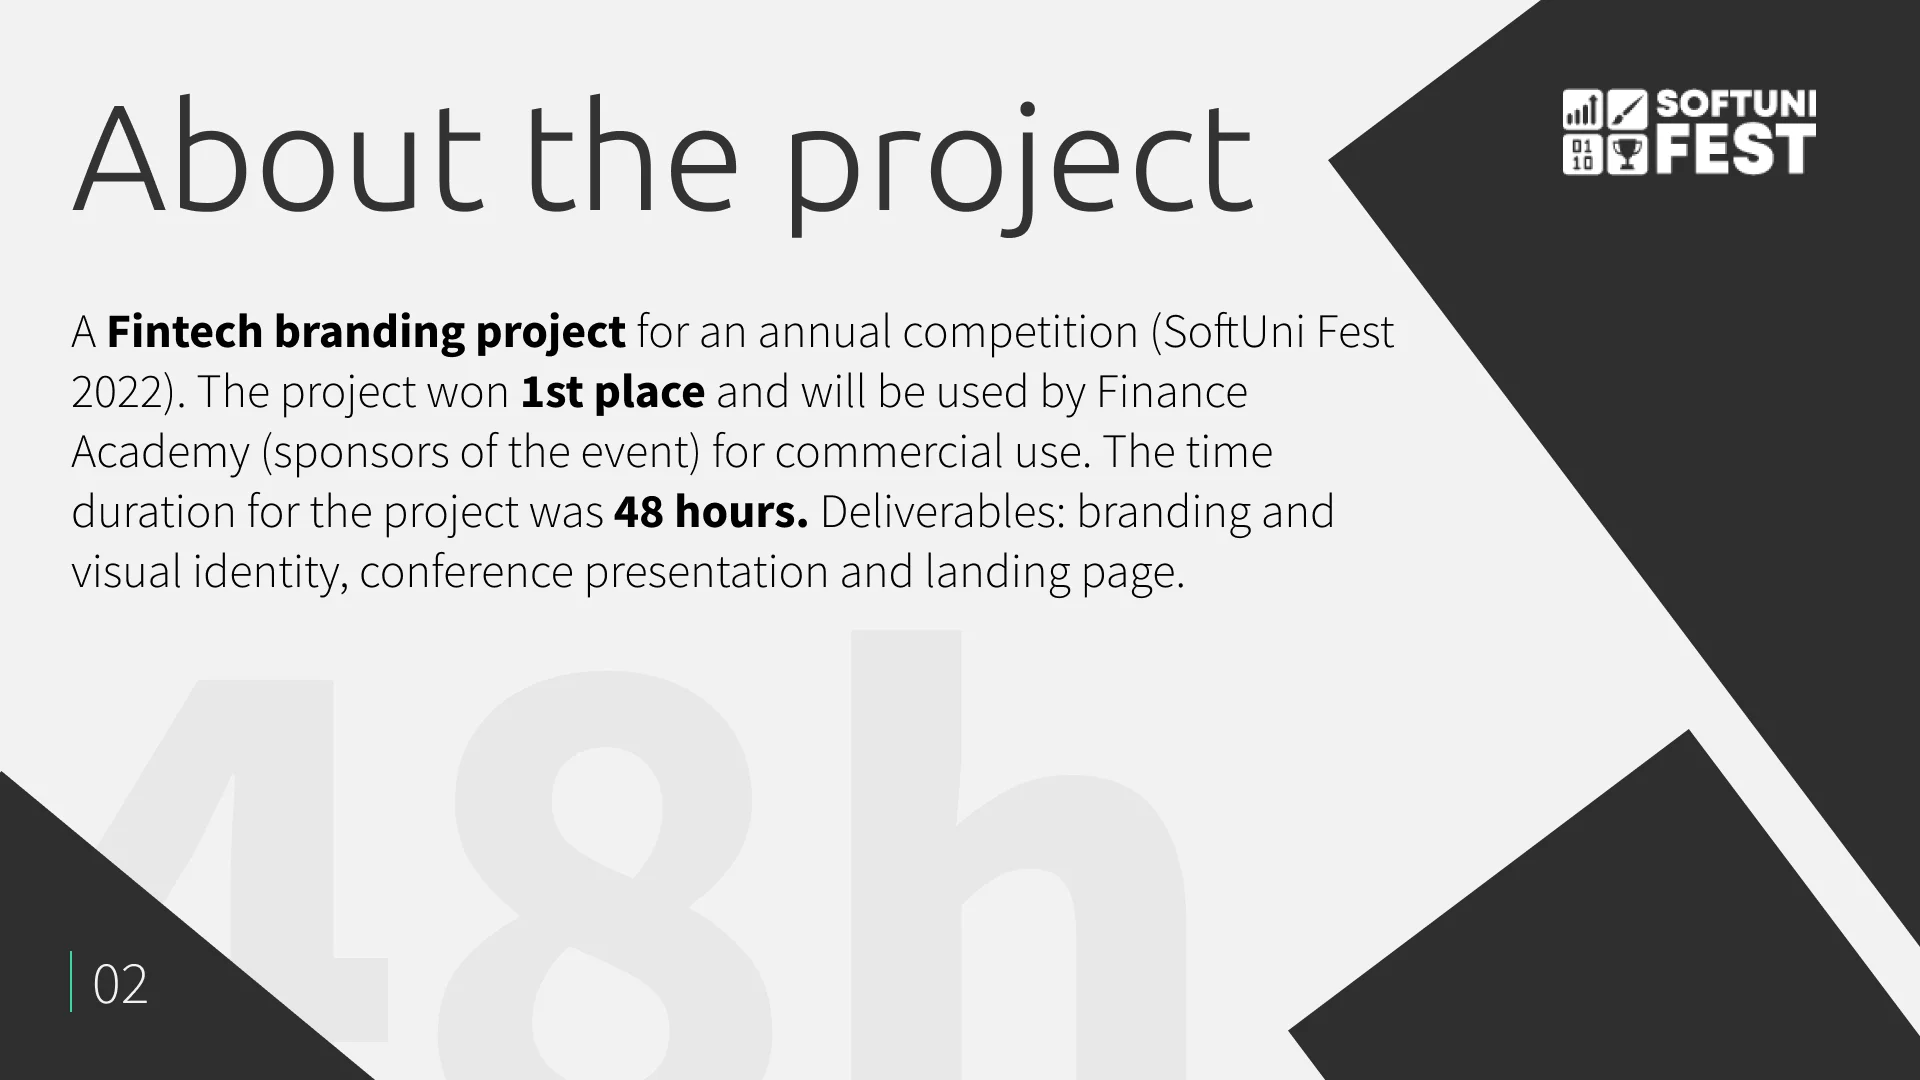 About the project
SOFTUNI
FEST
01
10
A Fintech branding project for an annual competition (SoftUni Fest
2022). The project won 1st place and will be used by Finance
Academy (sponsors of the event) for commercial use. The time
duration for the project was 48 hours. Deliverables: branding and
visual identity, conference presentation and landing page.
48h
02